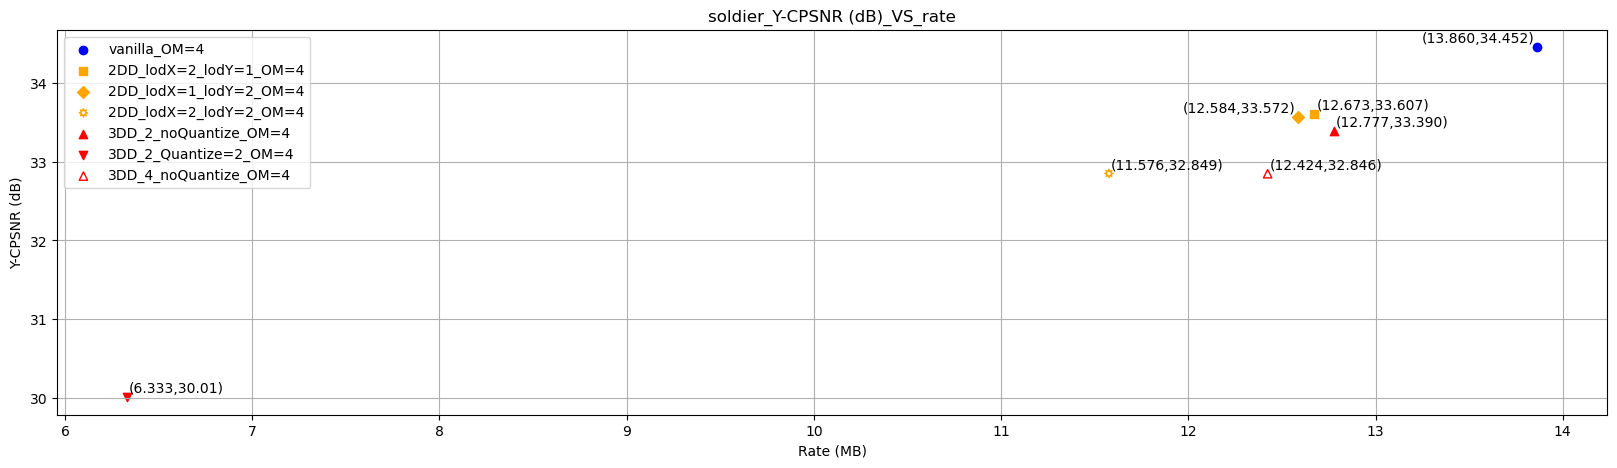 soldier_Y-CPSNR (dB)_VS_rate
vanilla_OM=4
2DD_lodX=2_lodY=1_OM=4
2DD_lodX=1_lodY=2_OM=4
2DD_lodX=2_lodY=2_OM=4
3DD_2_noQuantize_OM=4
3DD_2_Quantize=2_OM=4
3DD_4_noQuantize_OM=4
(13.860,34.452)
(12.584,33.572)
(12.673,33.607)
(12.777,33.390)
(11.576,32.849)
(12.424,32.846)
(6.333,30.01)
Y-CPSNR (dB)
34
33
32
31
30
6 7 8 9 10 11 12 13 14
Rate (MB)